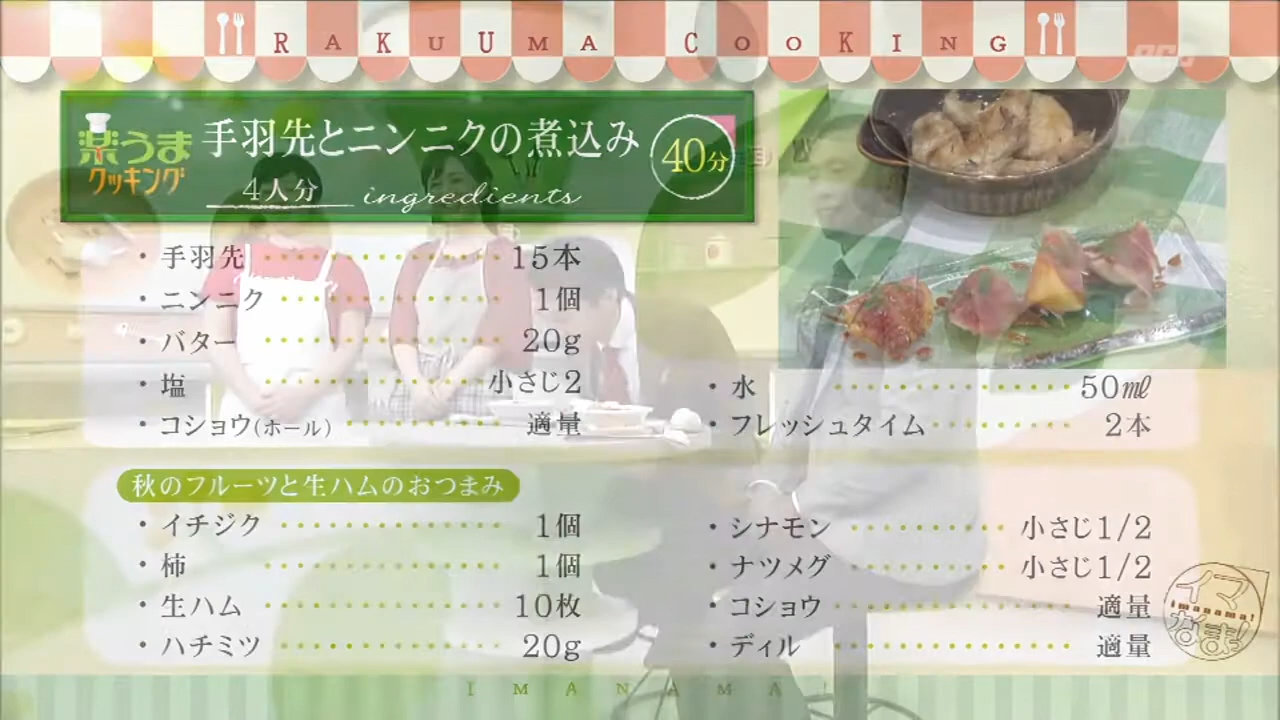 RAKUUMA COOKING
楽うまクッキング
手羽先とニンニクの煮込み
40分
4人分 ingredients
・手羽先 15本
・ニンニク 1個
・バター 20g
・塩 小さじ2
・コショウ(ホール) 適量
・水 50㎖
・フレッシュタイム 2本
秋のフルーツと生ハムのおつまみ
・イチジク 1個
・柿 1個
・生ハム 10枚
・ハチミツ 20g
・シナモン 小さじ1/2
・ナツメグ 小さじ1/2
・コショウ 適量
・ディル 適量
イマ
imanama!
なま!
IMANAMA!